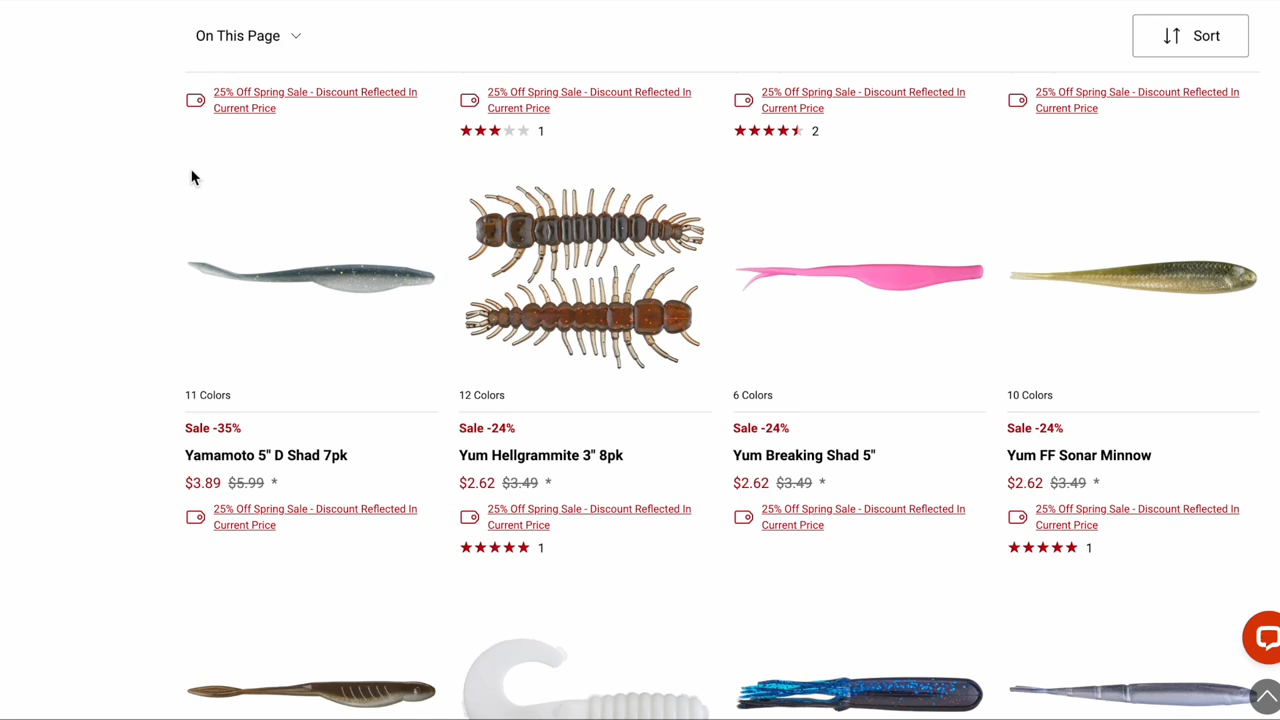 On This Page
Sort
25% Off Spring Sale - Discount Reflected In
Current Price
25% Off Spring Sale - Discount Reflected In
Current Price
1
25% Off Spring Sale - Discount Reflected In
Current Price
2
25% Off Spring Sale - Discount Reflected In
Current Price
11 Colors
Sale -35%
Yamamoto 5" D Shad 7pk
$3.89 $5.99 *
25% Off Spring Sale - Discount Reflected In
Current Price
12 Colors
Sale -24%
Yum Hellgrammite 3" 8pk
$2.62 $3.49 *
25% Off Spring Sale - Discount Reflected In
Current Price
1
6 Colors
Sale -24%
Yum Breaking Shad 5"
$2.62 $3.49 *
25% Off Spring Sale - Discount Reflected In
Current Price
10 Colors
Sale -24%
Yum FF Sonar Minnow
$2.62 $3.49 *
25% Off Spring Sale - Discount Reflected In
Current Price
1